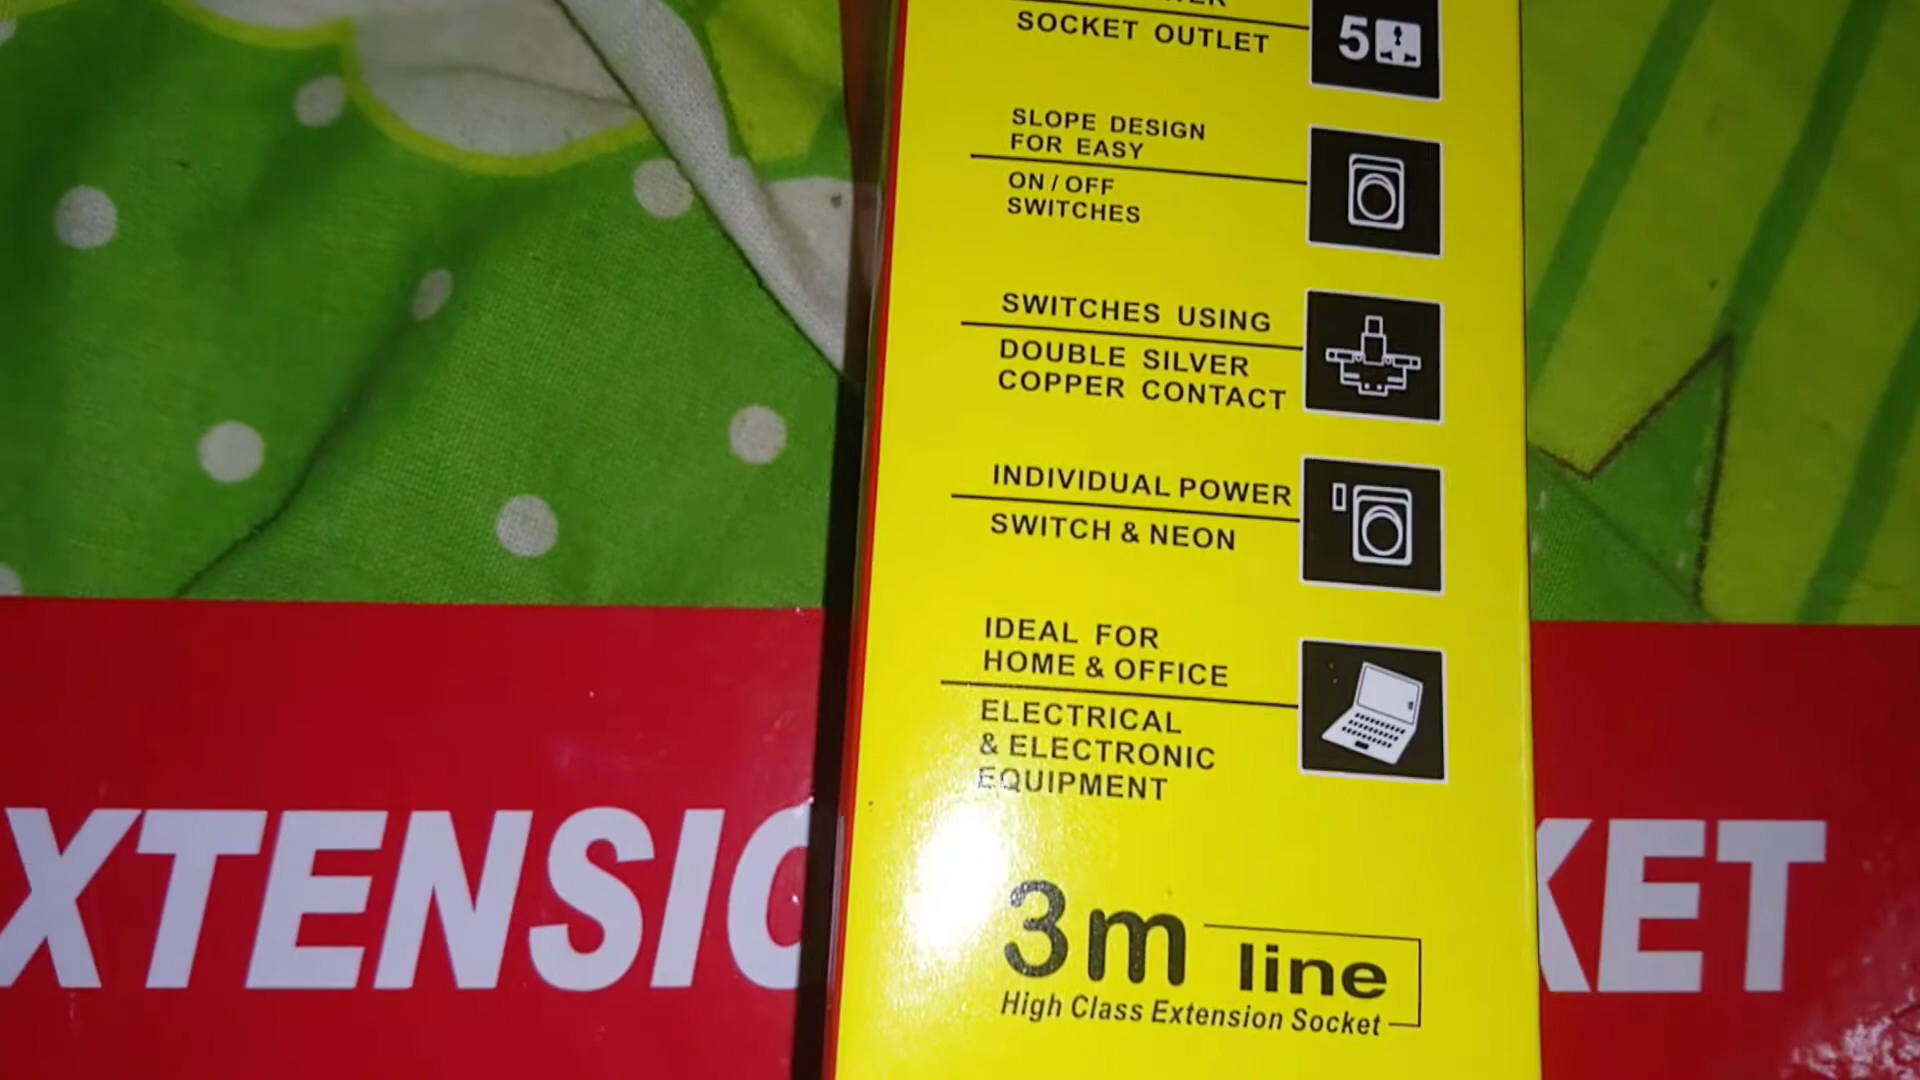 SOCKET OUTLET
5
SLOPE DESIGN
FOR EASY
ON / OFF
SWITCHES
SWITCHES USING
DOUBLE SILVER
COPPER CONTACT
INDIVIDUAL POWER
SWITCH & NEON
IDEAL FOR
HOME & OFFICE
ELECTRICAL
& ELECTRONIC
EQUIPMENT
3m line
High Class Extension Socket
XTENSIO
KET